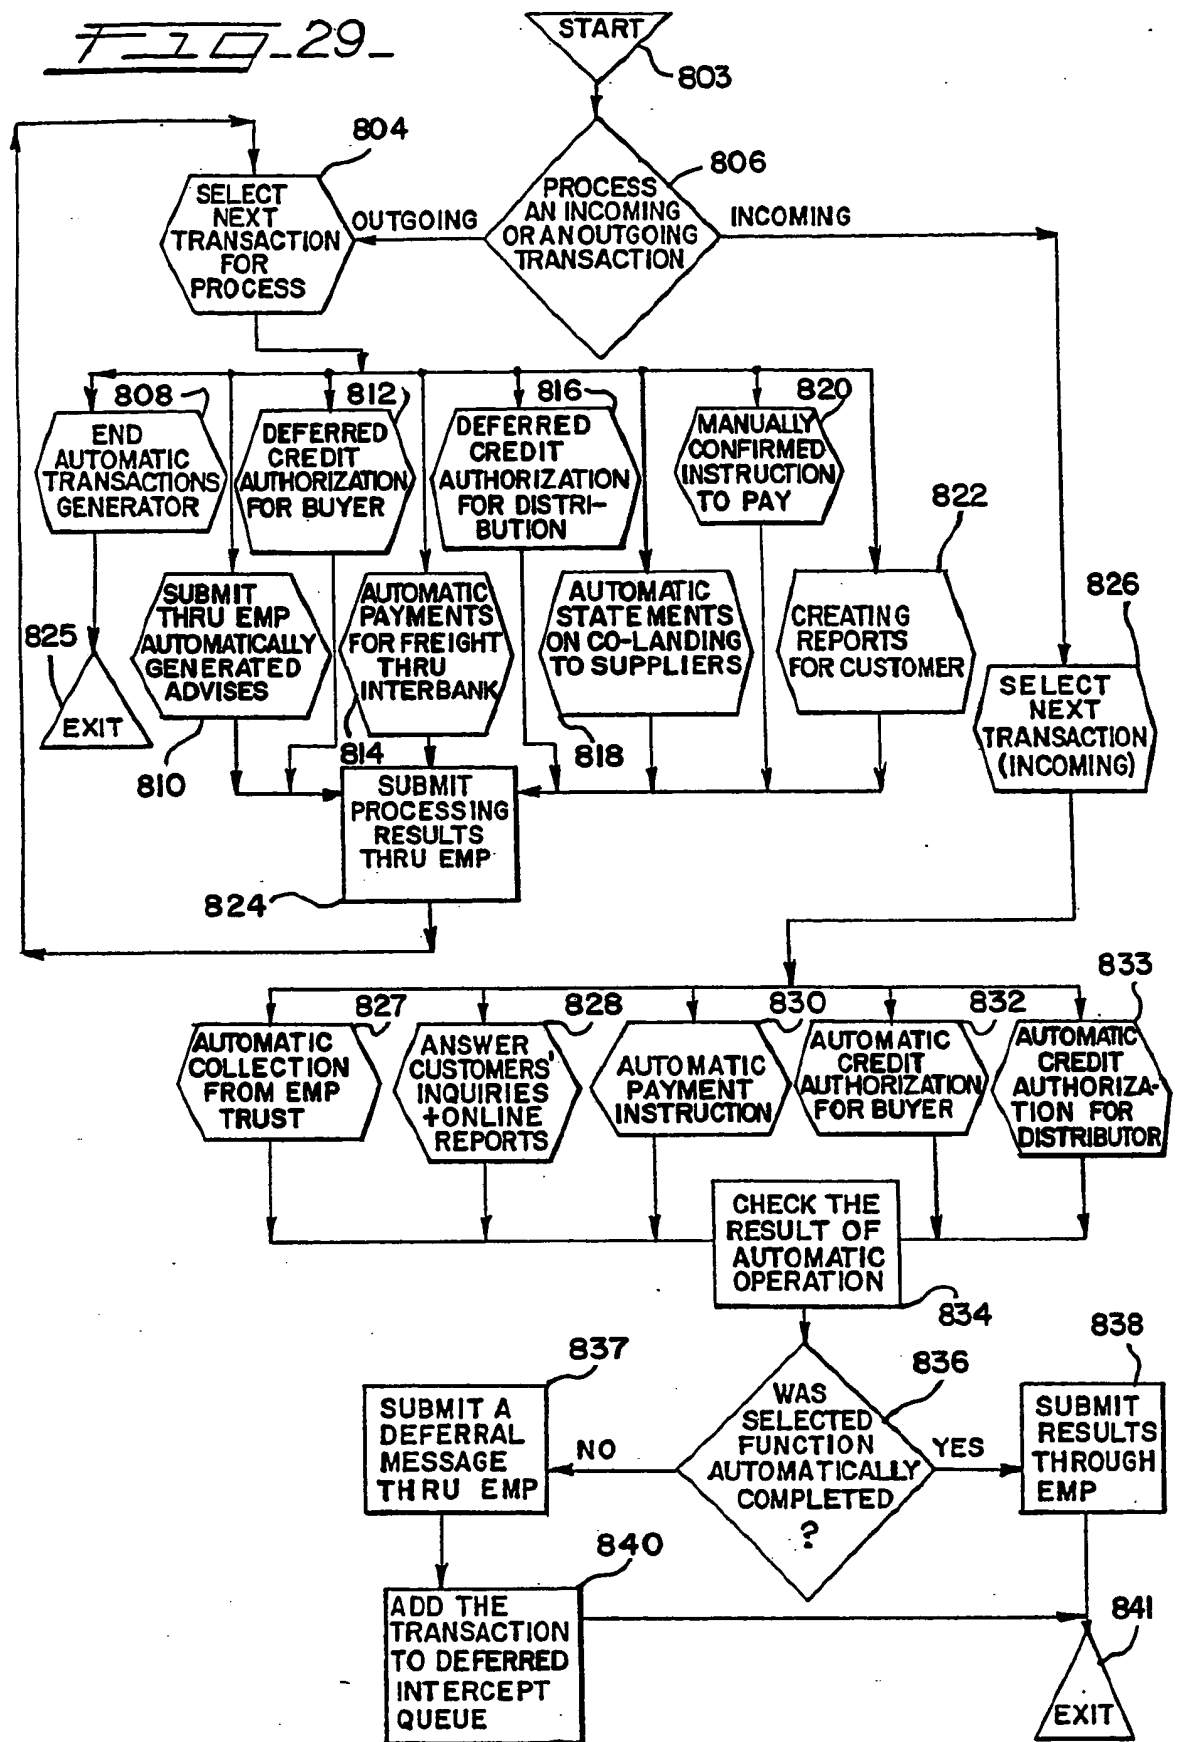 FIG_29_
START
803
804
806
SELECT
NEXT
TRANSACTION
FOR
PROCESS
OUTGOING
PROCESS
AN INCOMING
OR AN OUTGOING
TRANSACTION
INCOMING
808
END
AUTOMATIC
TRANSACTIONS
GENERATOR
812
DEFERRED
CREDIT
AUTHORIZATION
FOR BUYER
816
DEFERRED
CREDIT
AUTHORIZATION
FOR DISTRI-
BUTION
820
MANUALLY
CONFIRMED
INSTRUCTION
TO PAY
822
825
EXIT
SUBMIT
THRU EMP
AUTOMATICALLY
GENERATED
ADVISES
810
AUTOMATIC
PAYMENTS
FOR FREIGHT
THRU
INTERBANK
814
AUTOMATIC
STATEMENTS
ON CO-LANDING
TO SUPPLIERS
818
CREATING
REPORTS
FOR CUSTOMER
826
SELECT
NEXT
TRANSACTION
(INCOMING)
SUBMIT
PROCESSING
RESULTS
THRU EMP
824
827
AUTOMATIC
COLLECTION
FROM EMP
TRUST
828
ANSWER
CUSTOMERS'
INQUIRIES
+ONLINE
REPORTS
830
AUTOMATIC
PAYMENT
INSTRUCTION
832
AUTOMATIC
CREDIT
AUTHORIZATION
FOR BUYER
833
AUTOMATIC
CREDIT
AUTHORIZA-
TION FOR
DISTRIBUTOR
CHECK THE
RESULT OF
AUTOMATIC
OPERATION
834
837
SUBMIT A
DEFERRAL
MESSAGE
THRU EMP
NO
836
WAS
SELECTED
FUNCTION
AUTOMATICALLY
COMPLETED
?
YES
838
SUBMIT
RESULTS
THROUGH
EMP
840
ADD THE
TRANSACTION
TO DEFERRED
INTERCEPT
QUEUE
841
EXIT